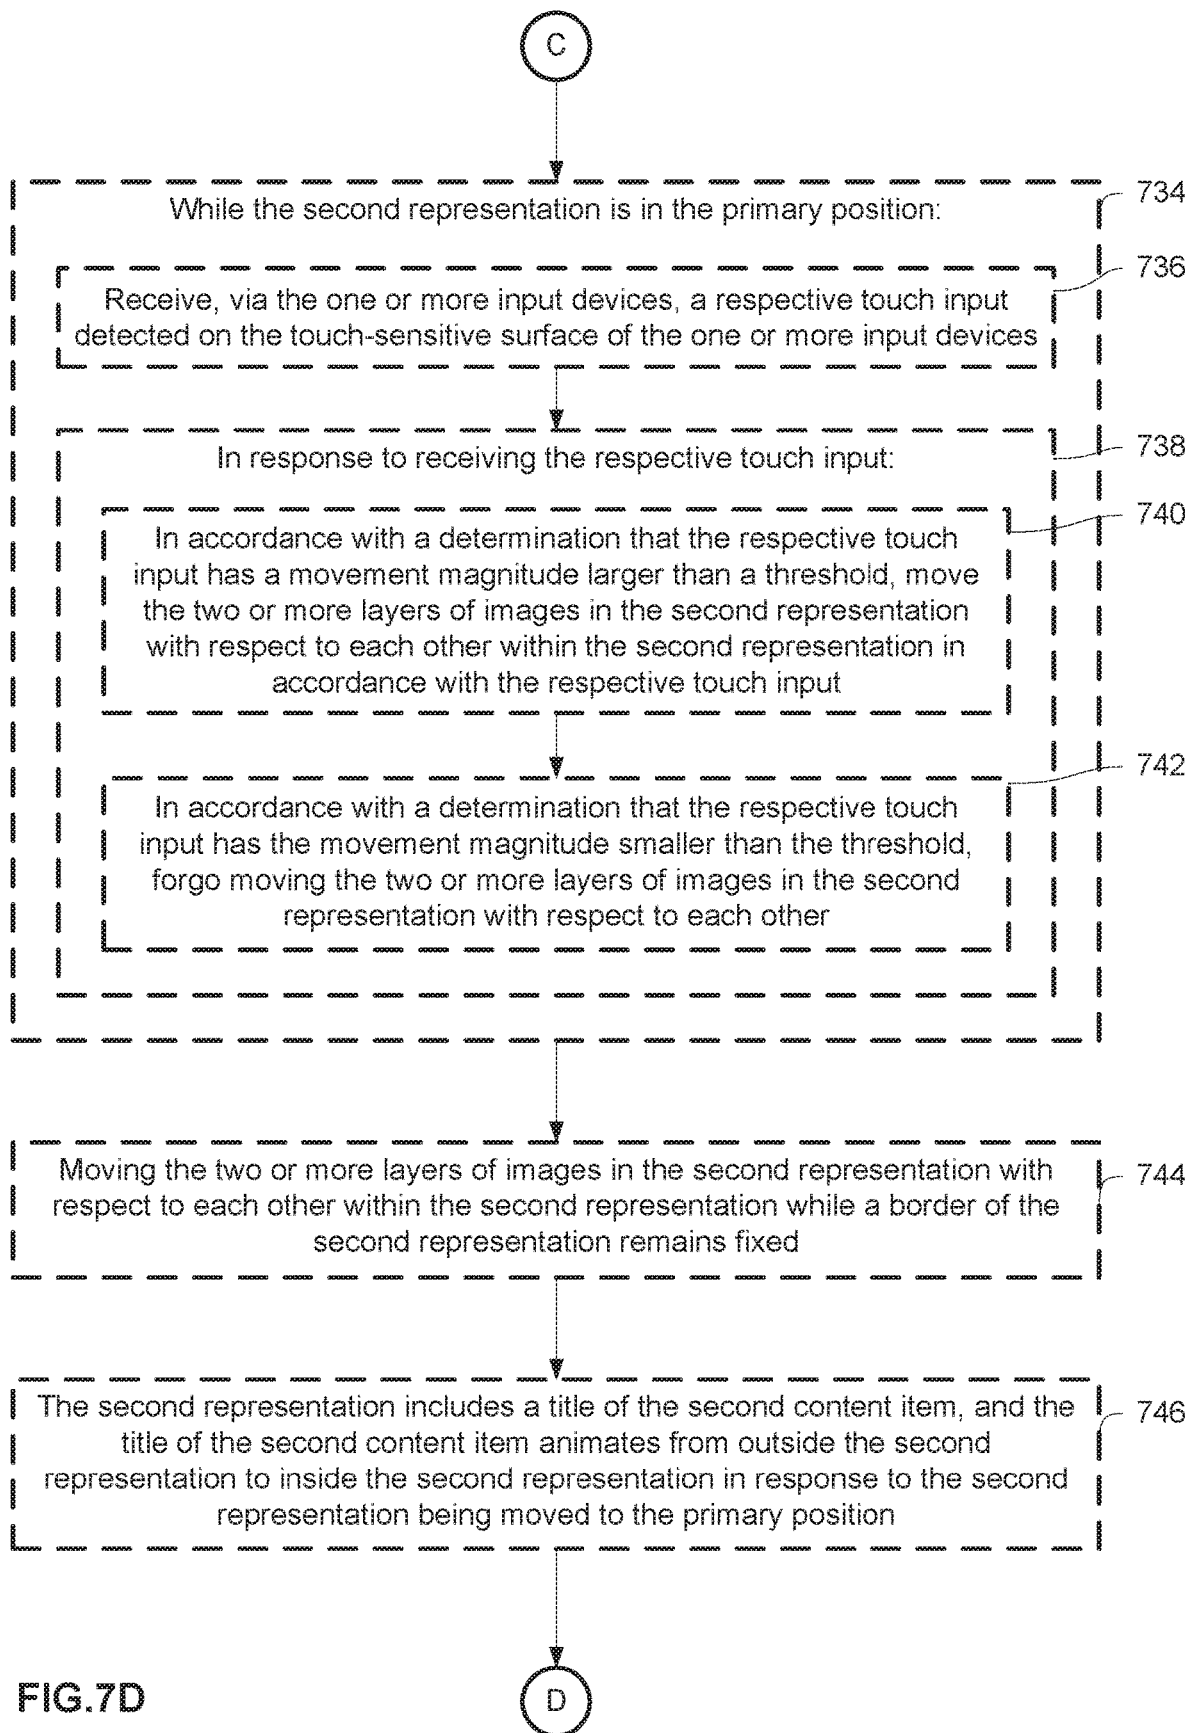 C
While the second representation is in the primary position:
734
Receive, via the one or more input devices, a respective touch input
detected on the touch-sensitive surface of the one or more input devices
736
In response to receiving the respective touch input:
738
In accordance with a determination that the respective touch
input has a movement magnitude larger than a threshold, move
the two or more layers of images in the second representation
with respect to each other within the second representation in
accordance with the respective touch input
740
In accordance with a determination that the respective touch
input has the movement magnitude smaller than the threshold,
forgo moving the two or more layers of images in the second
representation with respect to each other
742
Moving the two or more layers of images in the second representation with
respect to each other within the second representation while a border of the
second representation remains fixed
744
The second representation includes a title of the second content item, and the
title of the second content item animates from outside the second
representation to inside the second representation in response to the second
representation being moved to the primary position
746
D
FIG.7D